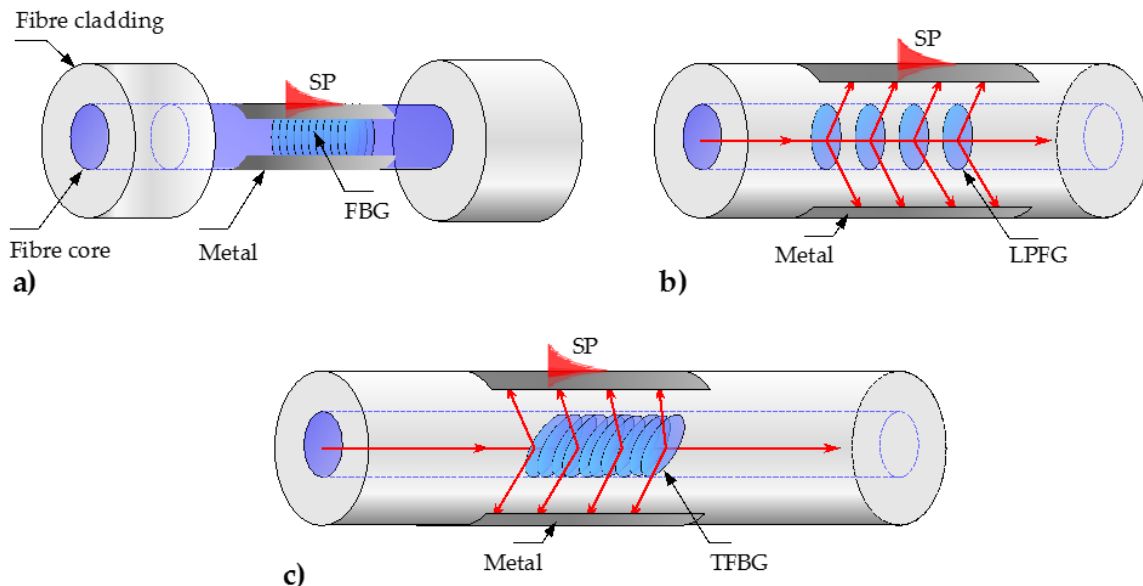 Fibre cladding
SP
FBG
Fibre core
Metal
a)
SP
Metal
LPFG
b)
SP
Metal
TFBG
c)